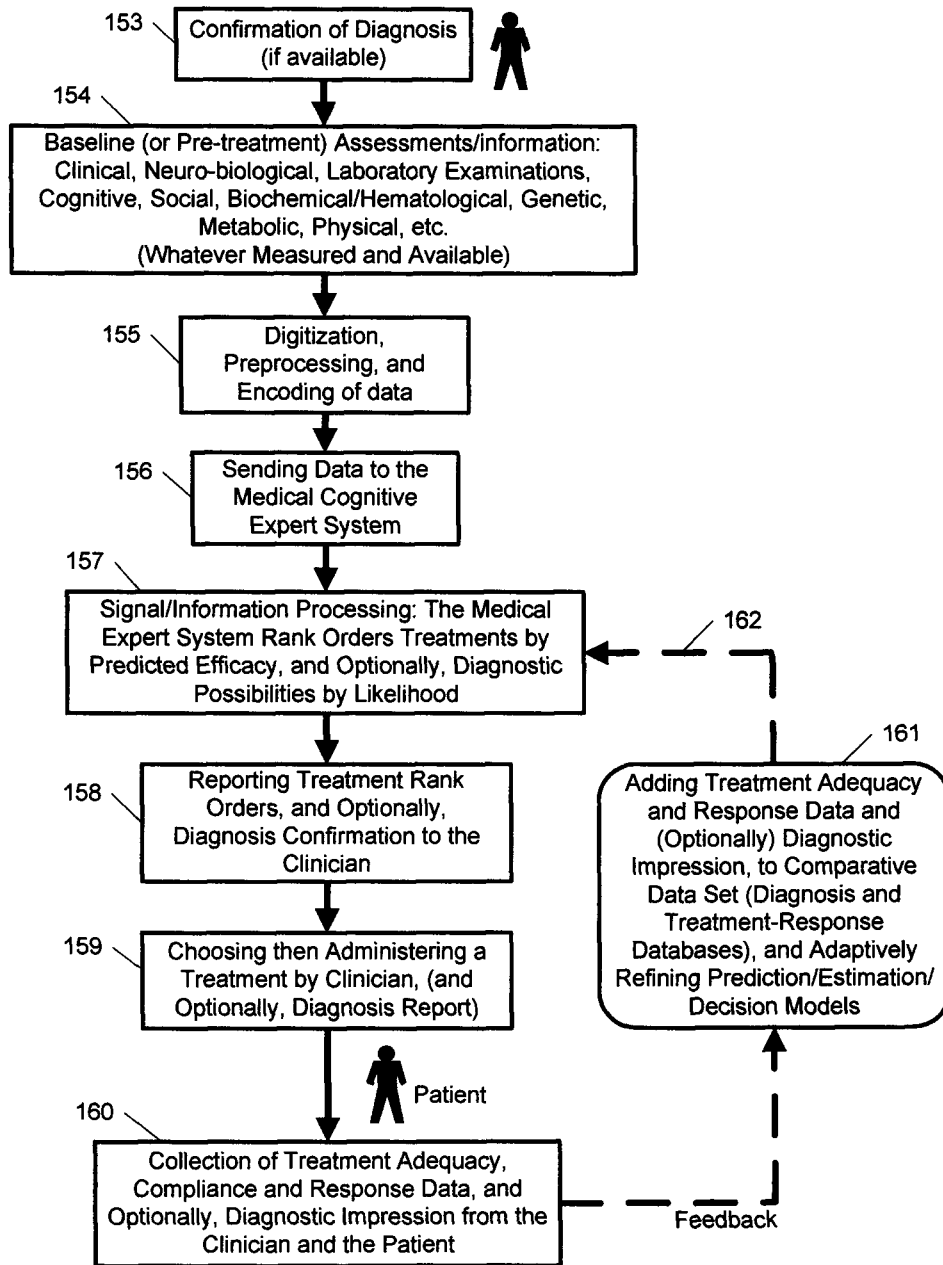 153
Confirmation of Diagnosis
(if available)
154
Baseline (or Pre-treatment) Assessments/information:
Clinical, Neuro-biological, Laboratory Examinations,
Cognitive, Social, Biochemical/Hematological, Genetic,
Metabolic, Physical, etc.
(Whatever Measured and Available)
155
Digitization,
Preprocessing, and
Encoding of data
156
Sending Data to the
Medical Cognitive
Expert System
157
Signal/Information Processing: The Medical
Expert System Rank Orders Treatments by
Predicted Efficacy, and Optionally, Diagnostic
Possibilities by Likelihood
158
Reporting Treatment Rank
Orders, and Optionally,
Diagnosis Confirmation to the
Clinician
159
Choosing then Administering a
Treatment by Clinician, (and
Optionally, Diagnosis Report)
Patient
160
Collection of Treatment Adequacy,
Compliance and Response Data, and
Optionally, Diagnostic Impression from the
Clinician and the Patient
Feedback
161
Adding Treatment Adequacy
and Response Data and
(Optionally) Diagnostic
Impression, to Comparative
Data Set (Diagnosis and
Treatment-Response
Databases), and Adaptively
Refining Prediction/Estimation/
Decision Models
162